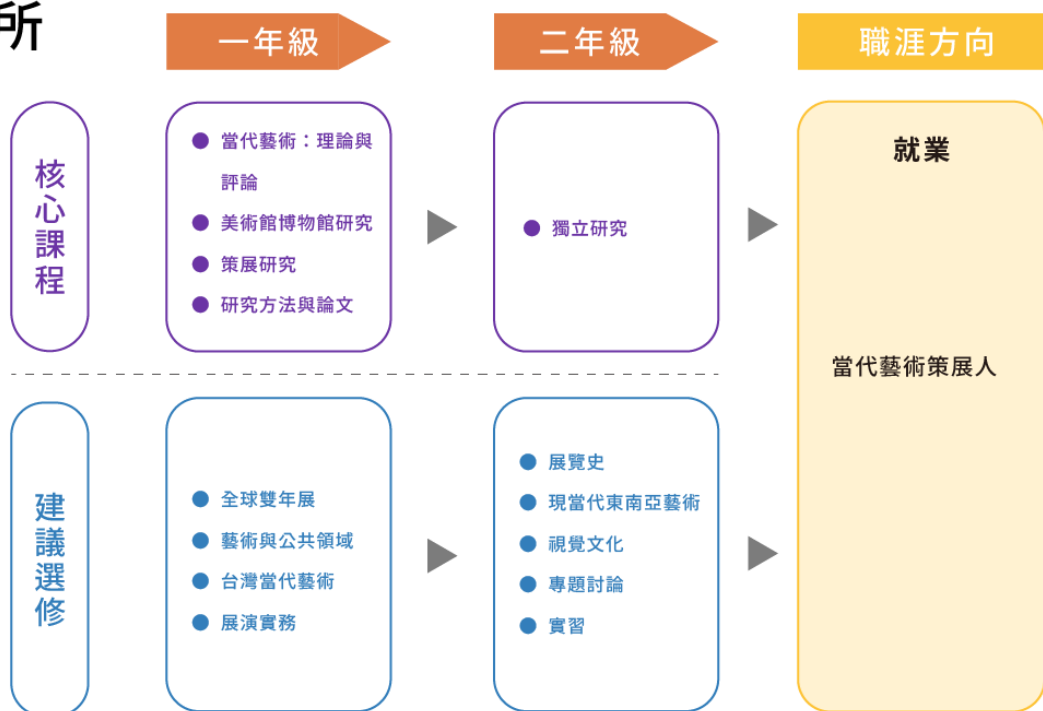 所
一年級
二年級
職涯方向
核心課程
當代藝術：理論與
評論
美術館博物館研究
策展研究
研究方法與論文
獨立研究
就業
當代藝術策展人
建議選修
全球雙年展
藝術與公共領域
台灣當代藝術
展演實務
展覽史
現當代東南亞藝術
視覺文化
專題討論
實習